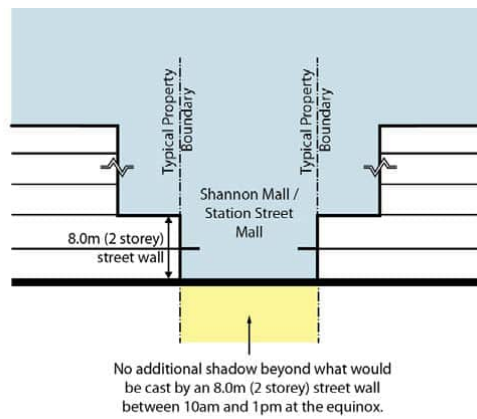 Typical Property
Boundary
Typical Property
Boundary
Shannon Mall /
Station Street
Mall
8.0m (2 storey)
street wall
No additional shadow beyond what would
be cast by an 8.0m (2 storey) street wall
between 10am and 1pm at the equinox.